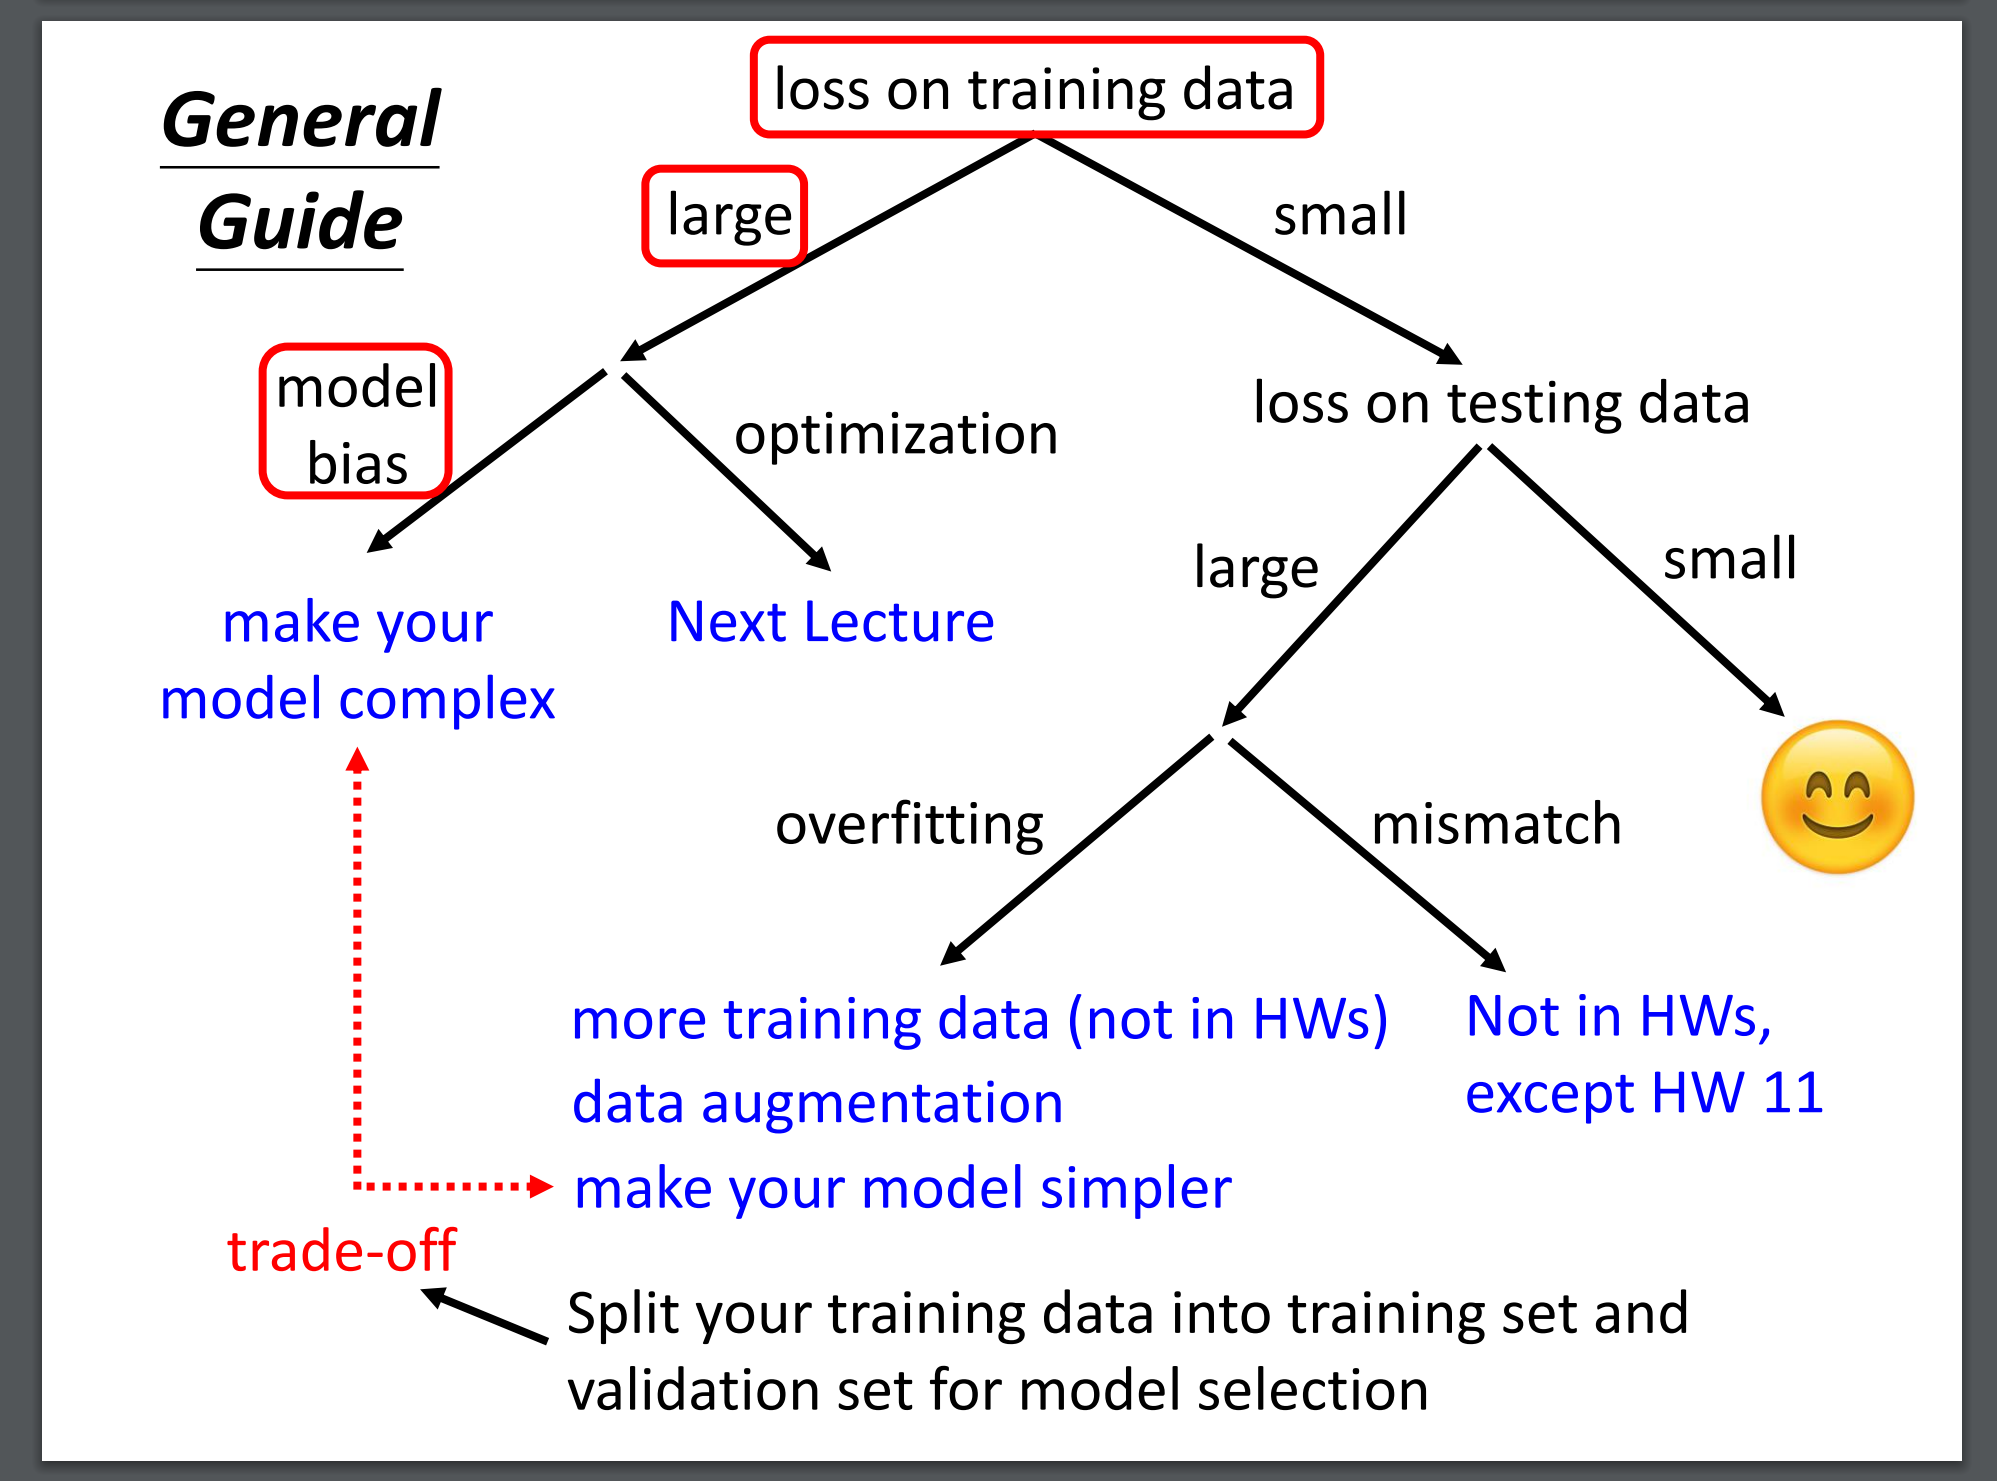 General
Guide
loss on training data
large
small
model
bias
optimization
loss on testing data
large
small
make your
model complex
Next Lecture
overfitting
mismatch
more training data (not in HWs)
data augmentation
make your model simpler
Not in HWs,
except HW 11
trade-off
Split your training data into training set and
validation set for model selection